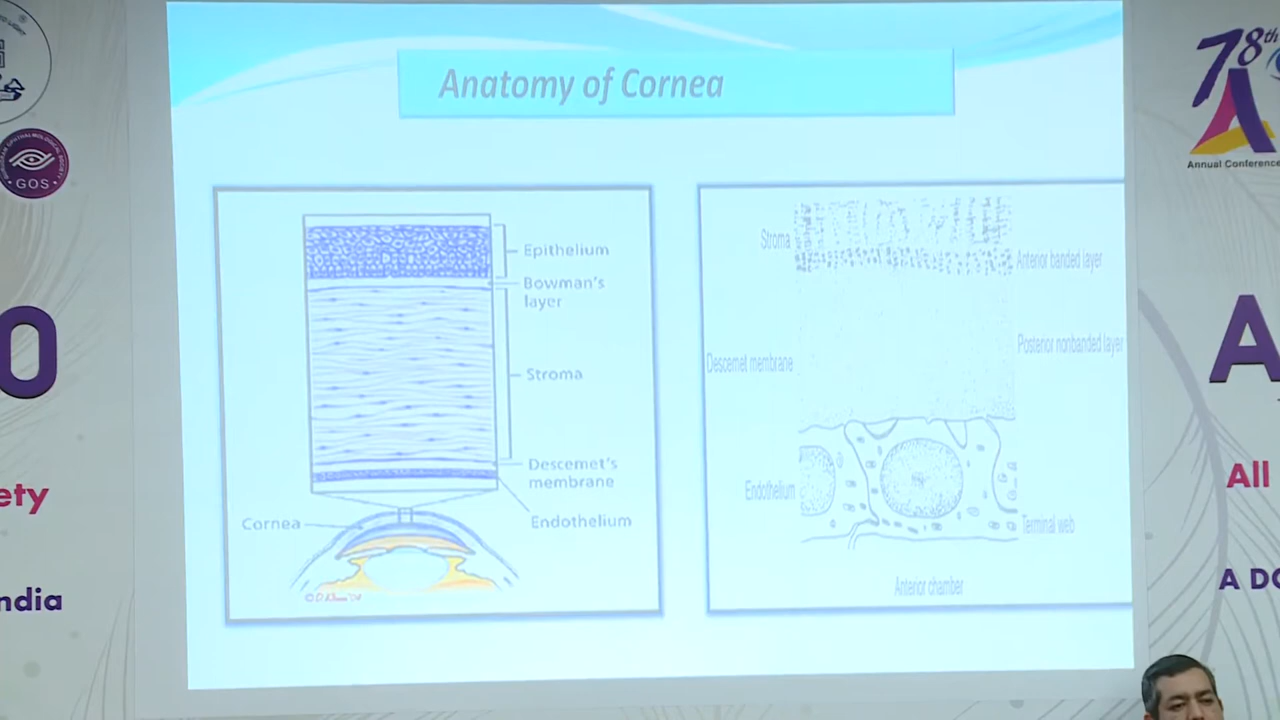 Anatomy of Cornea
Epithelium
Bowman's
layer
Stroma
Descemet's
membrane
Endothelium
Cornea
Stroma
Anterior banded layer
Descemet membrane
Posterior nonbanded layer
Endothelium
Terminal web
Anterior chamber
GOS
78th
Annual Conference
0
ety
ndia
A
All
A DO